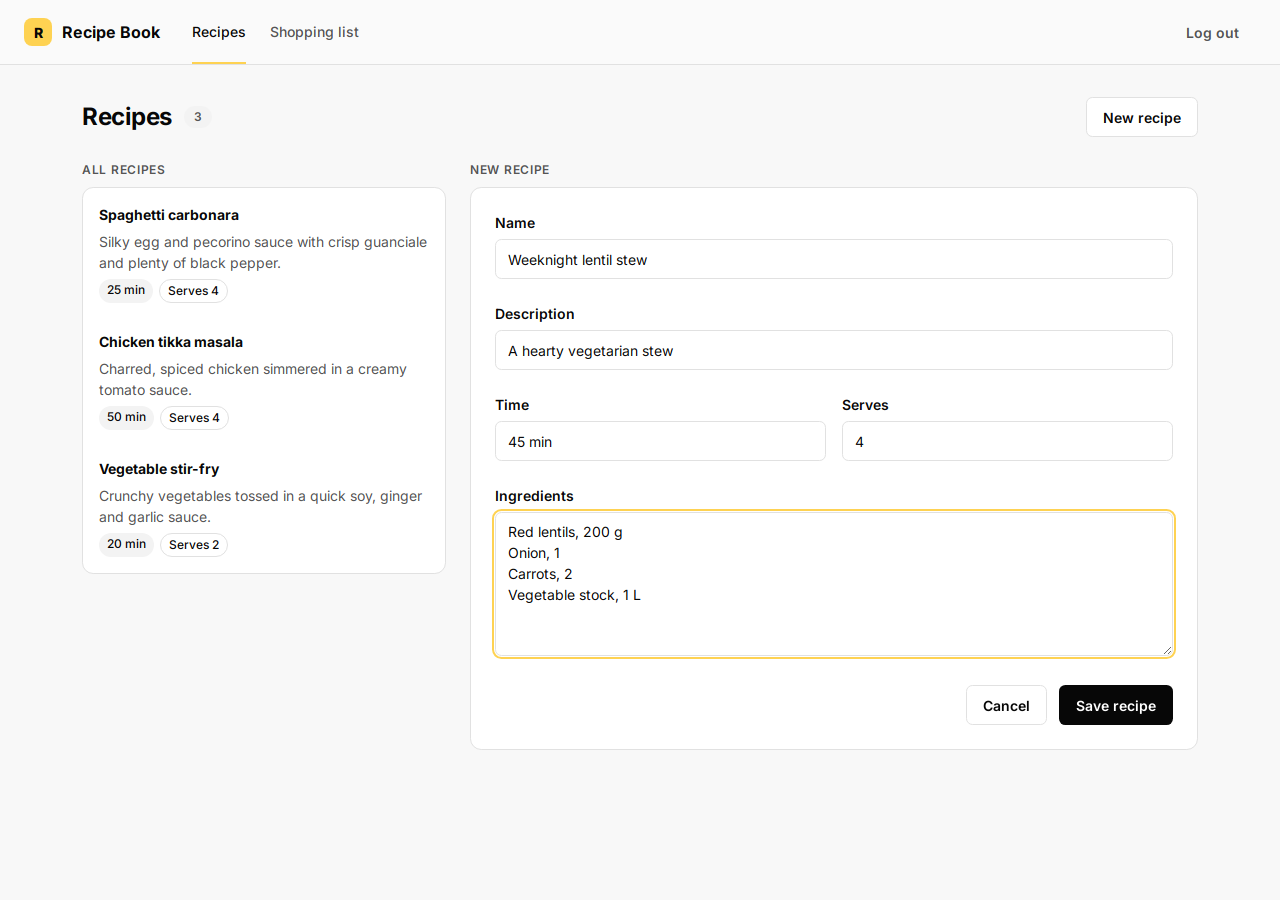 R Recipe Book Recipes Shopping list Log out
Recipes 3 New recipe
ALL RECIPES
Spaghetti carbonara
Silky egg and pecorino sauce with crisp guanciale
and plenty of black pepper.
25 min Serves 4
Chicken tikka masala
Charred, spiced chicken simmered in a creamy
tomato sauce.
50 min Serves 4
Vegetable stir-fry
Crunchy vegetables tossed in a quick soy, ginger
and garlic sauce.
20 min Serves 2
NEW RECIPE
Name
Weeknight lentil stew
Description
A hearty vegetarian stew
Time Serves
45 min 4
Ingredients
Red lentils, 200 g
Onion, 1
Carrots, 2
Vegetable stock, 1 L
Cancel Save recipe